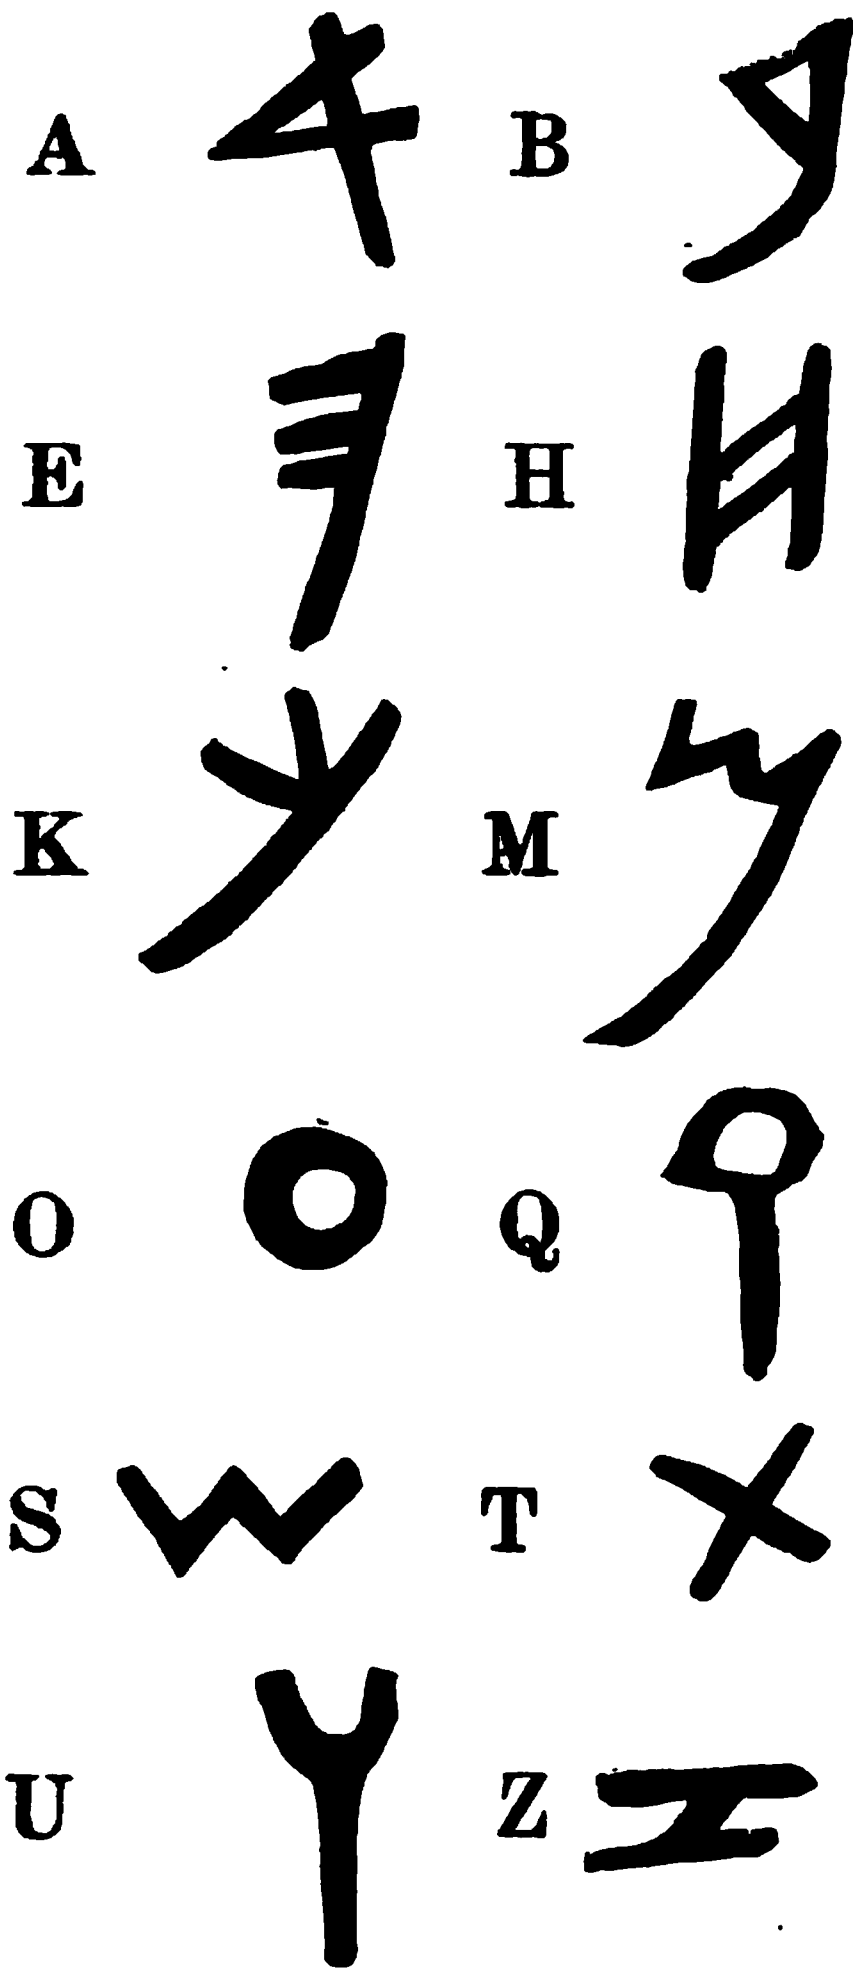 A 𐤀 B 𐤁
E 𐤄 H 𐤇
K 𐤊 M 𐤌
O 𐤏 Q 𐤒
S 𐤔 T 𐤕
U 𐤅 Z 𐤆